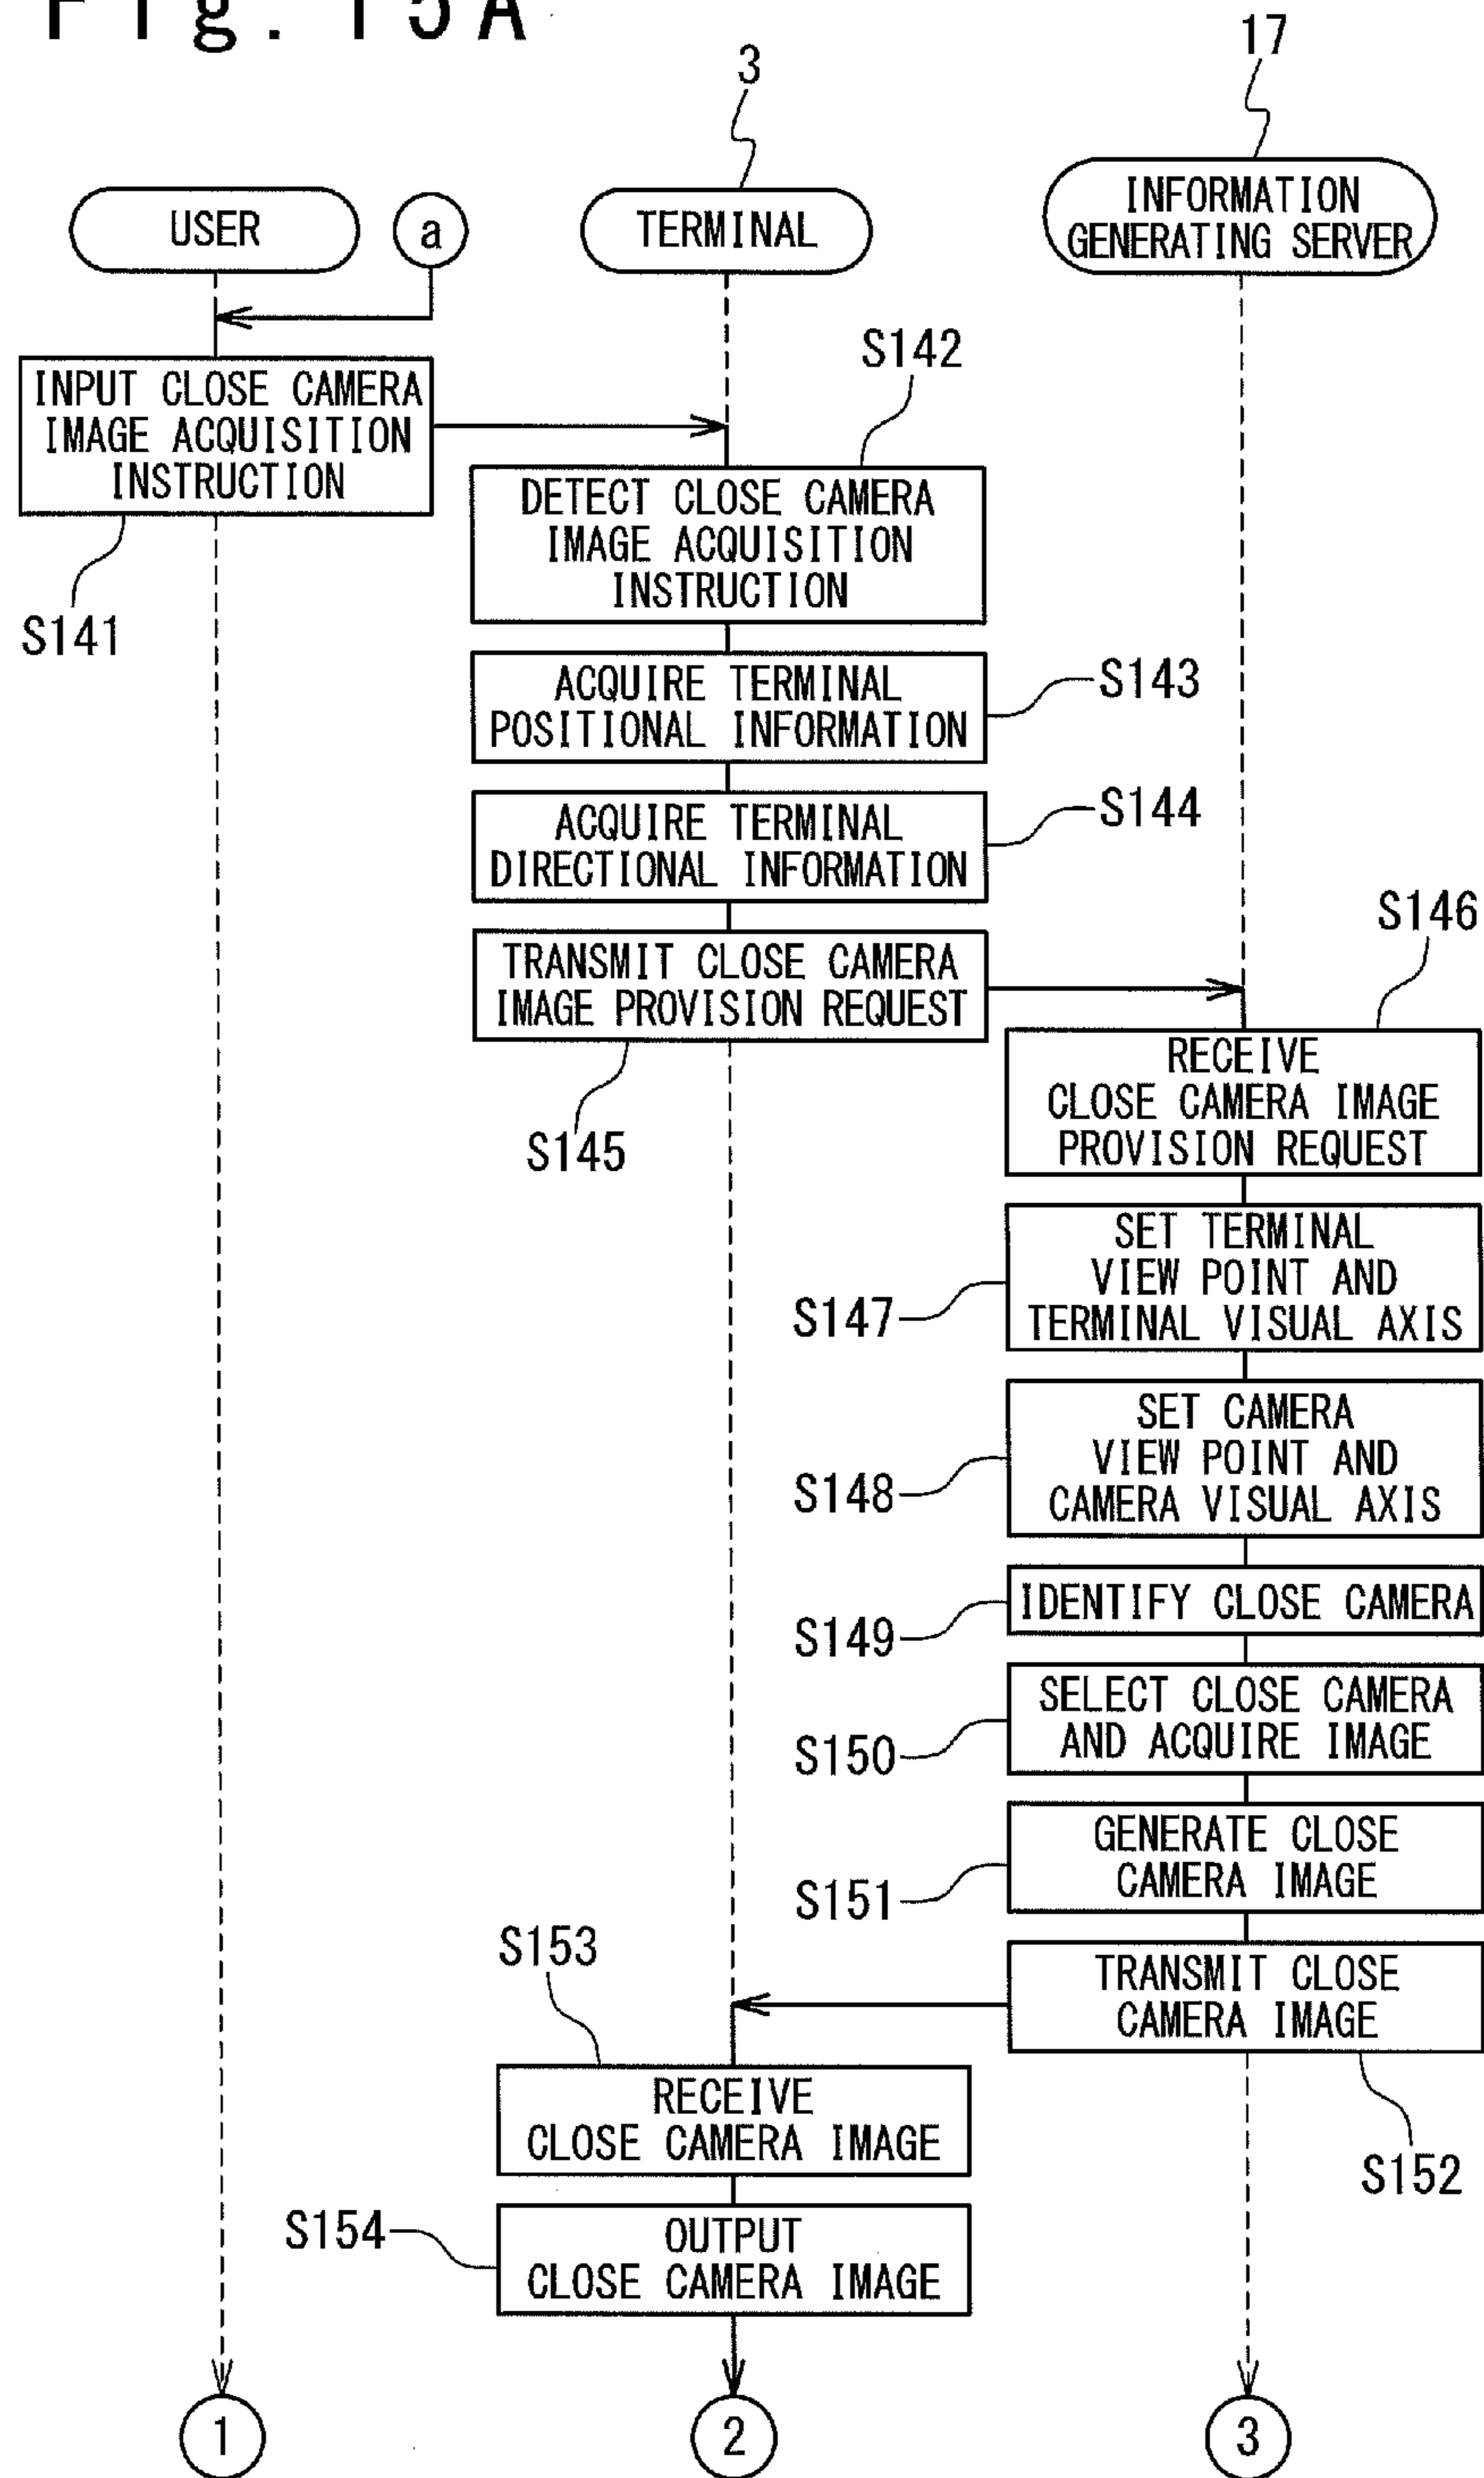 Fig. 15A
3
17
USER
a
TERMINAL
INFORMATION
GENERATING SERVER
INPUT CLOSE CAMERA
IMAGE ACQUISITION
INSTRUCTION
S141
S142
DETECT CLOSE CAMERA
IMAGE ACQUISITION
INSTRUCTION
ACQUIRE TERMINAL
POSITIONAL INFORMATION
S143
ACQUIRE TERMINAL
DIRECTIONAL INFORMATION
S144
TRANSMIT CLOSE CAMERA
IMAGE PROVISION REQUEST
S145
S146
RECEIVE
CLOSE CAMERA IMAGE
PROVISION REQUEST
SET TERMINAL
VIEW POINT AND
TERMINAL VISUAL AXIS
S147
SET CAMERA
VIEW POINT AND
CAMERA VISUAL AXIS
S148
IDENTIFY CLOSE CAMERA
S149
SELECT CLOSE CAMERA
AND ACQUIRE IMAGE
S150
GENERATE CLOSE
CAMERA IMAGE
S151
TRANSMIT CLOSE
CAMERA IMAGE
S152
S153
RECEIVE
CLOSE CAMERA IMAGE
S154
OUTPUT
CLOSE CAMERA IMAGE
1
2
3